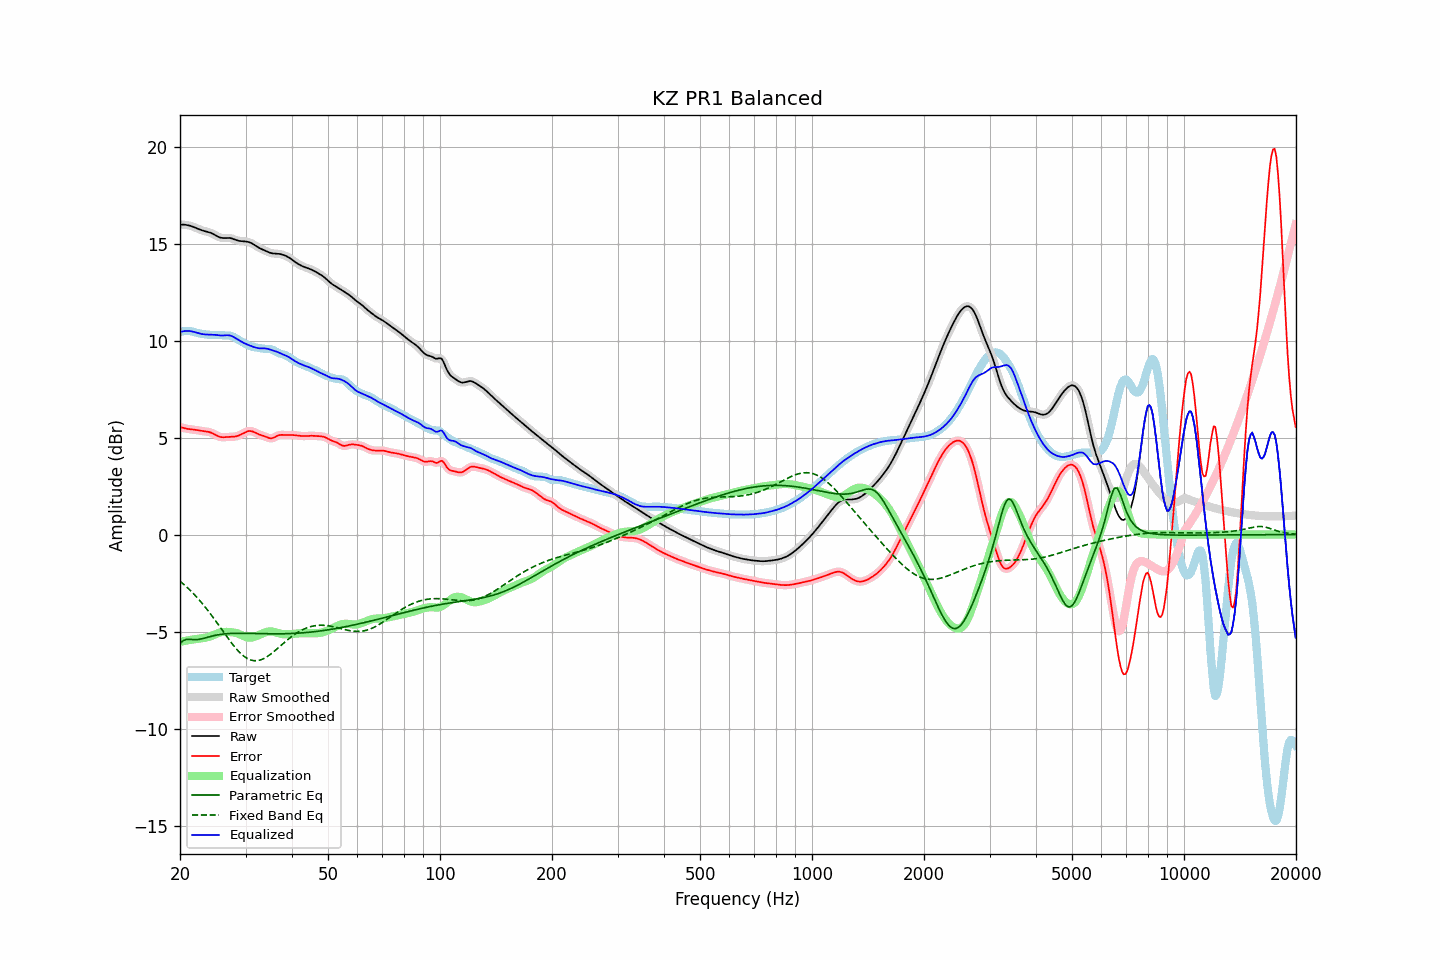 KZ PR1 Balanced
20
15
10
5
0
−5
−10
−15
Amplitude (dBr)
Target
Raw Smoothed
Error Smoothed
Raw
Error
Equalization
Parametric Eq
Fixed Band Eq
Equalized
20 50 100 200 500 1000 2000 5000 10000 20000
Frequency (Hz)